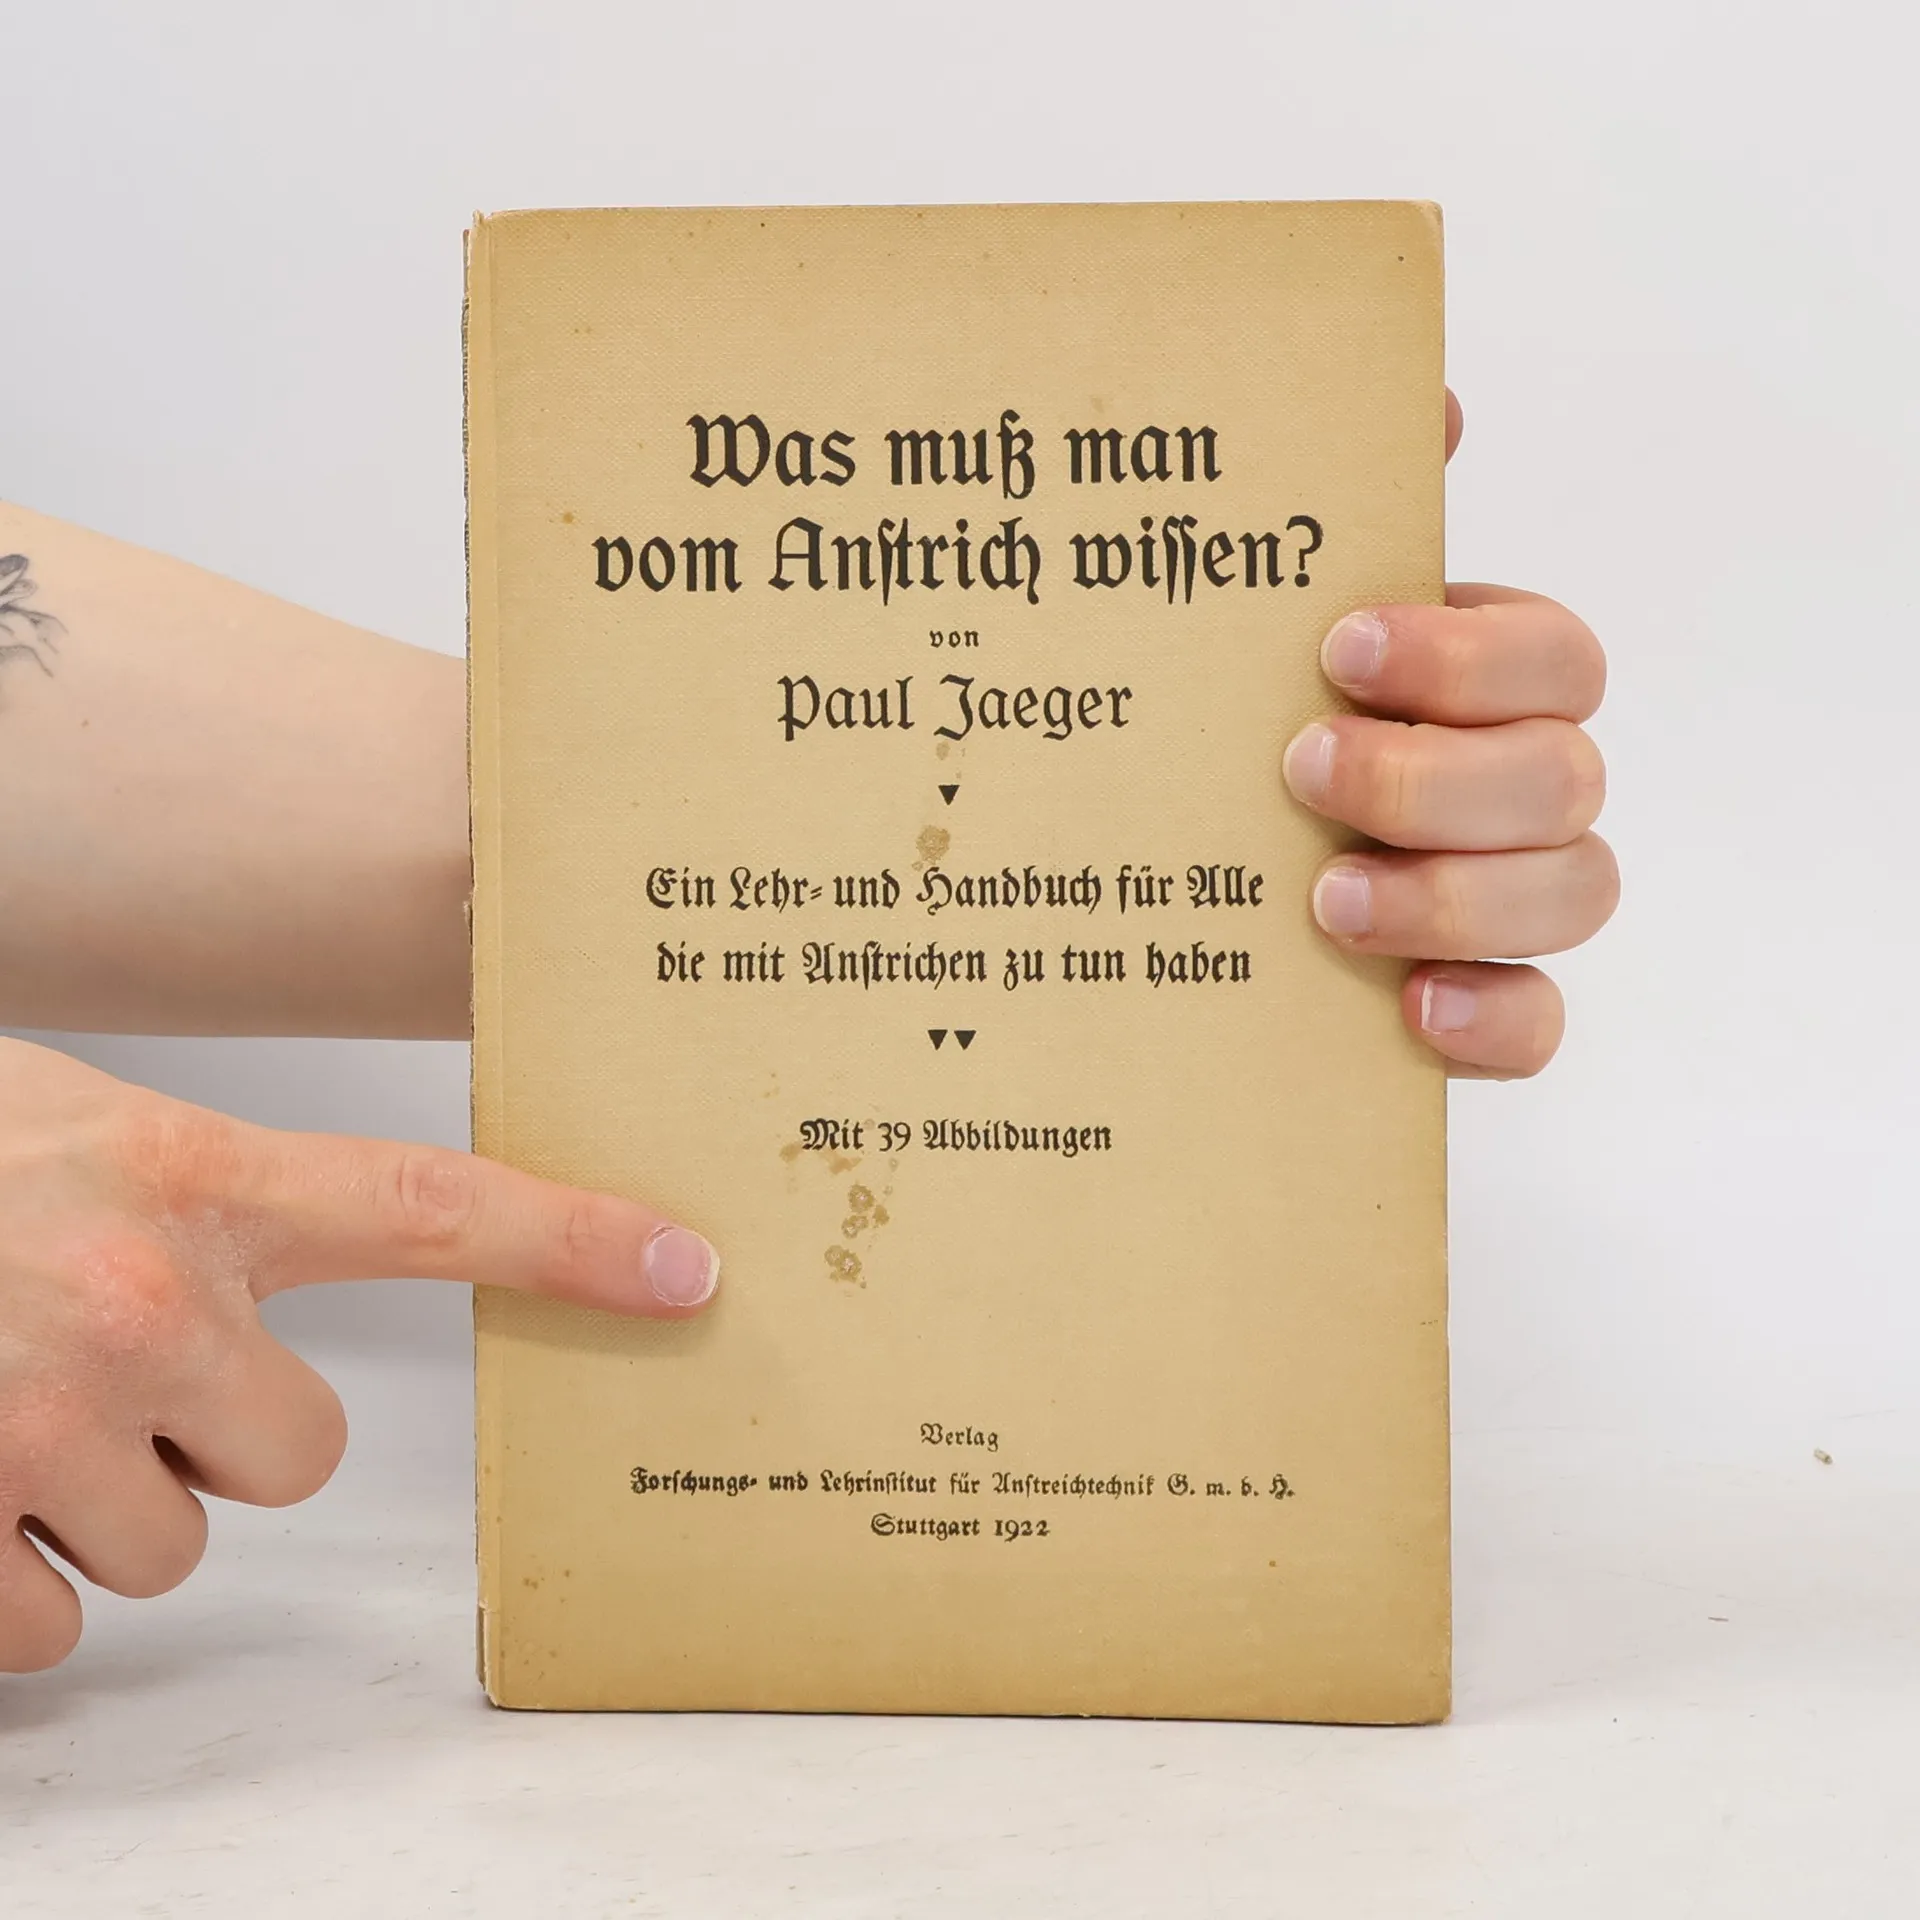 Was muß man
vom Anſtrich wiſſen?
von
Paul Jaeger
Ein Lehr- und Handbuch für Alle
die mit Anſtrichen zu tun haben
Mit 39 Abbildungen
Verlag
Forſchungs- und Lehrinſtitut für Anſtreichtechnik G. m. b. H.
Stuttgart 1922